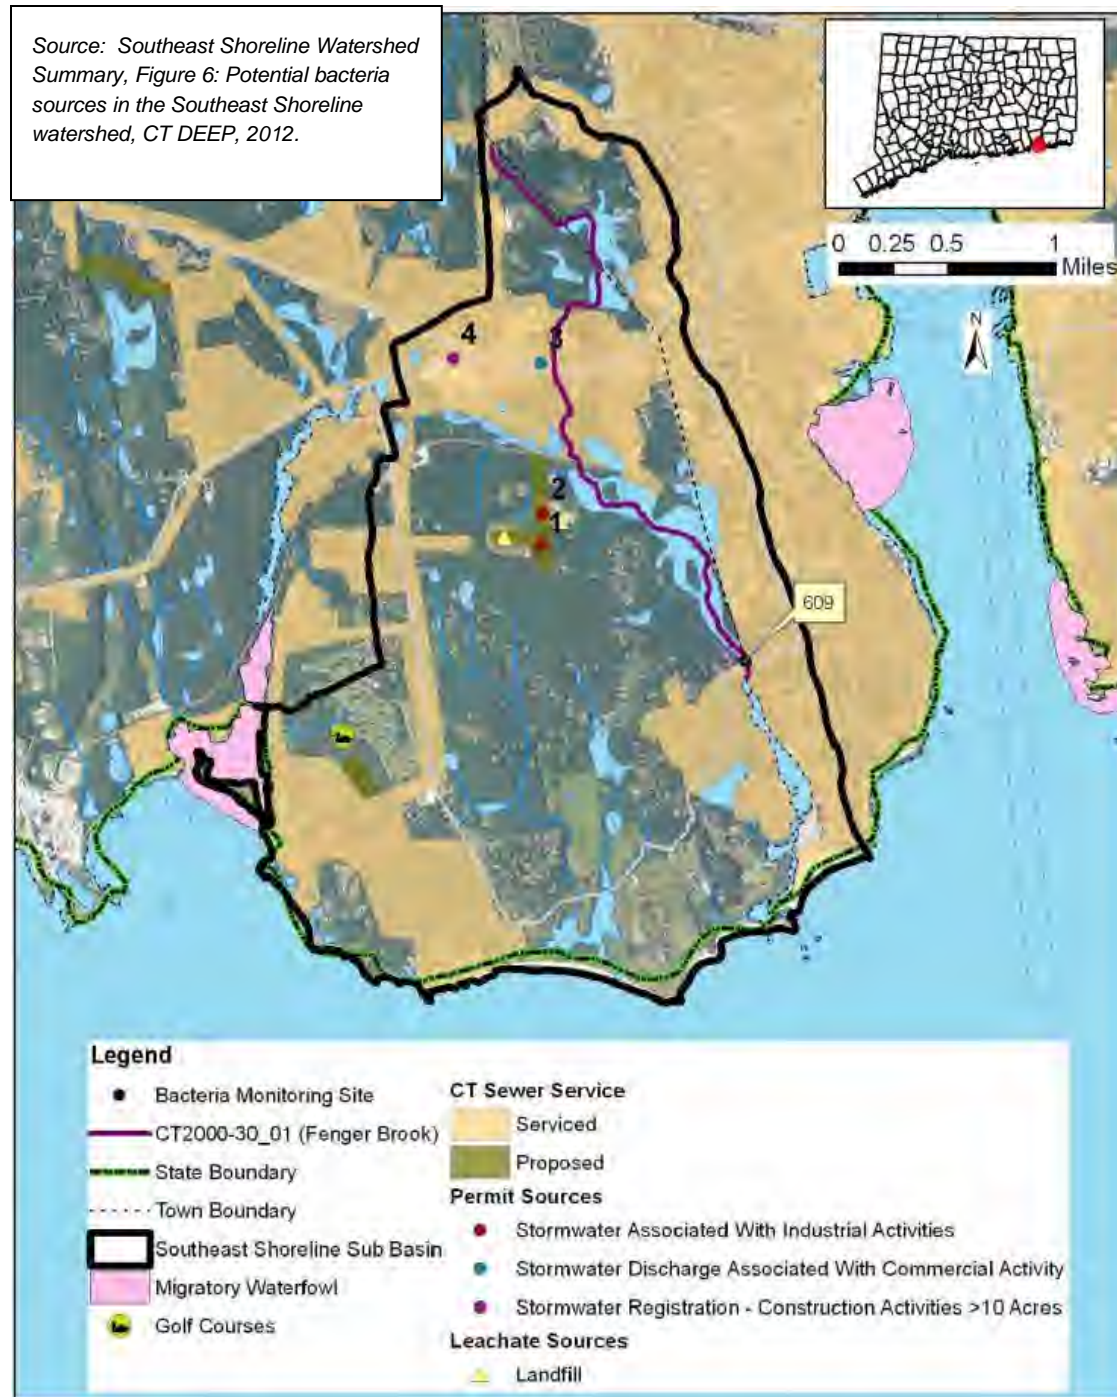 Source: Southeast Shoreline Watershed
Summary, Figure 6: Potential bacteria
sources in the Southeast Shoreline
watershed, CT DEEP, 2012.
0 0.25 0.5 1
Miles
N
4
3
2
1
609
Legend
Bacteria Monitoring Site
CT2000-30_01 (Fenger Brook)
State Boundary
Town Boundary
Southeast Shoreline Sub Basin
Migratory Waterfowl
Golf Courses
CT Sewer Service
Serviced
Proposed
Permit Sources
Stormwater Associated With Industrial Activities
Stormwater Discharge Associated With Commercial Activity
Stormwater Registration - Construction Activities >10 Acres
Leachate Sources
Landfill